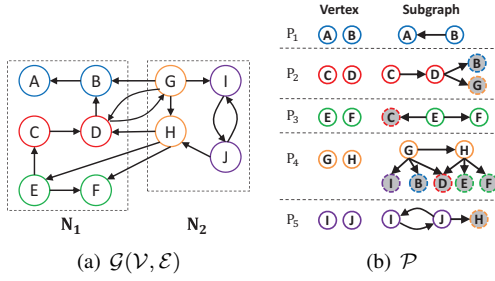 Vertex Subgraph
A B G I
C D H
E F J
N1 N2
P1 A B A B
P2 C D C D B G
P3 E F C E F
P4 G H G H
I B D E F
P5 I J I J H
(a) G(V, E) (b) P